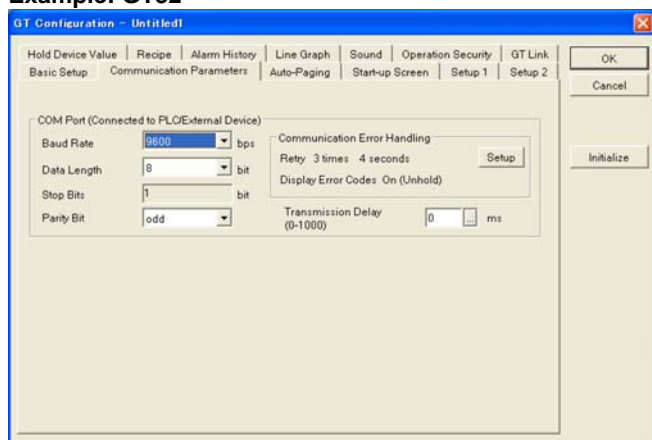 Example: GT32
GT Configuration - Untitled1
Hold Device Value Recipe Alarm History Line Graph Sound Operation Security GT Link
Basic Setup Communication Parameters Auto-Paging Start-up Screen Setup 1 Setup 2
OK
Cancel
Initialize
COM Port (Connected to PLC/External Device)
Baud Rate 9600 bps
Data Length 8 bit
Stop Bits 1 bit
Parity Bit odd
Communication Error Handling
Retry 3 times 4 seconds Setup
Display Error Codes On (Unhold)
Transmission Delay 0 ... ms
(0-1000)